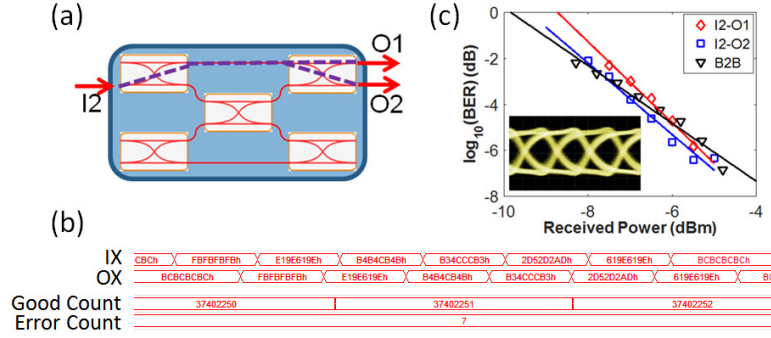 (a)
I2
O1
O2
(c)
log10(BER) (dB)
0
-2
-4
-6
-8
-10 -8 -6 -4
Received Power (dBm)
I2-O1
I2-O2
B2B
(b)
IX CBCh FBFBFBFBh E19E619Eh B4B4CB4Bh B34CCCB3h 2D52D2ADh 619E619Eh BCBCBCBCh
OX BCBCBCBCh FBFBFBFBh E19E619Eh B4B4CB4Bh B34CCCB3h 2D52D2ADh 619E619Eh BC
Good Count 37402250 37402251 37402252
Error Count 7